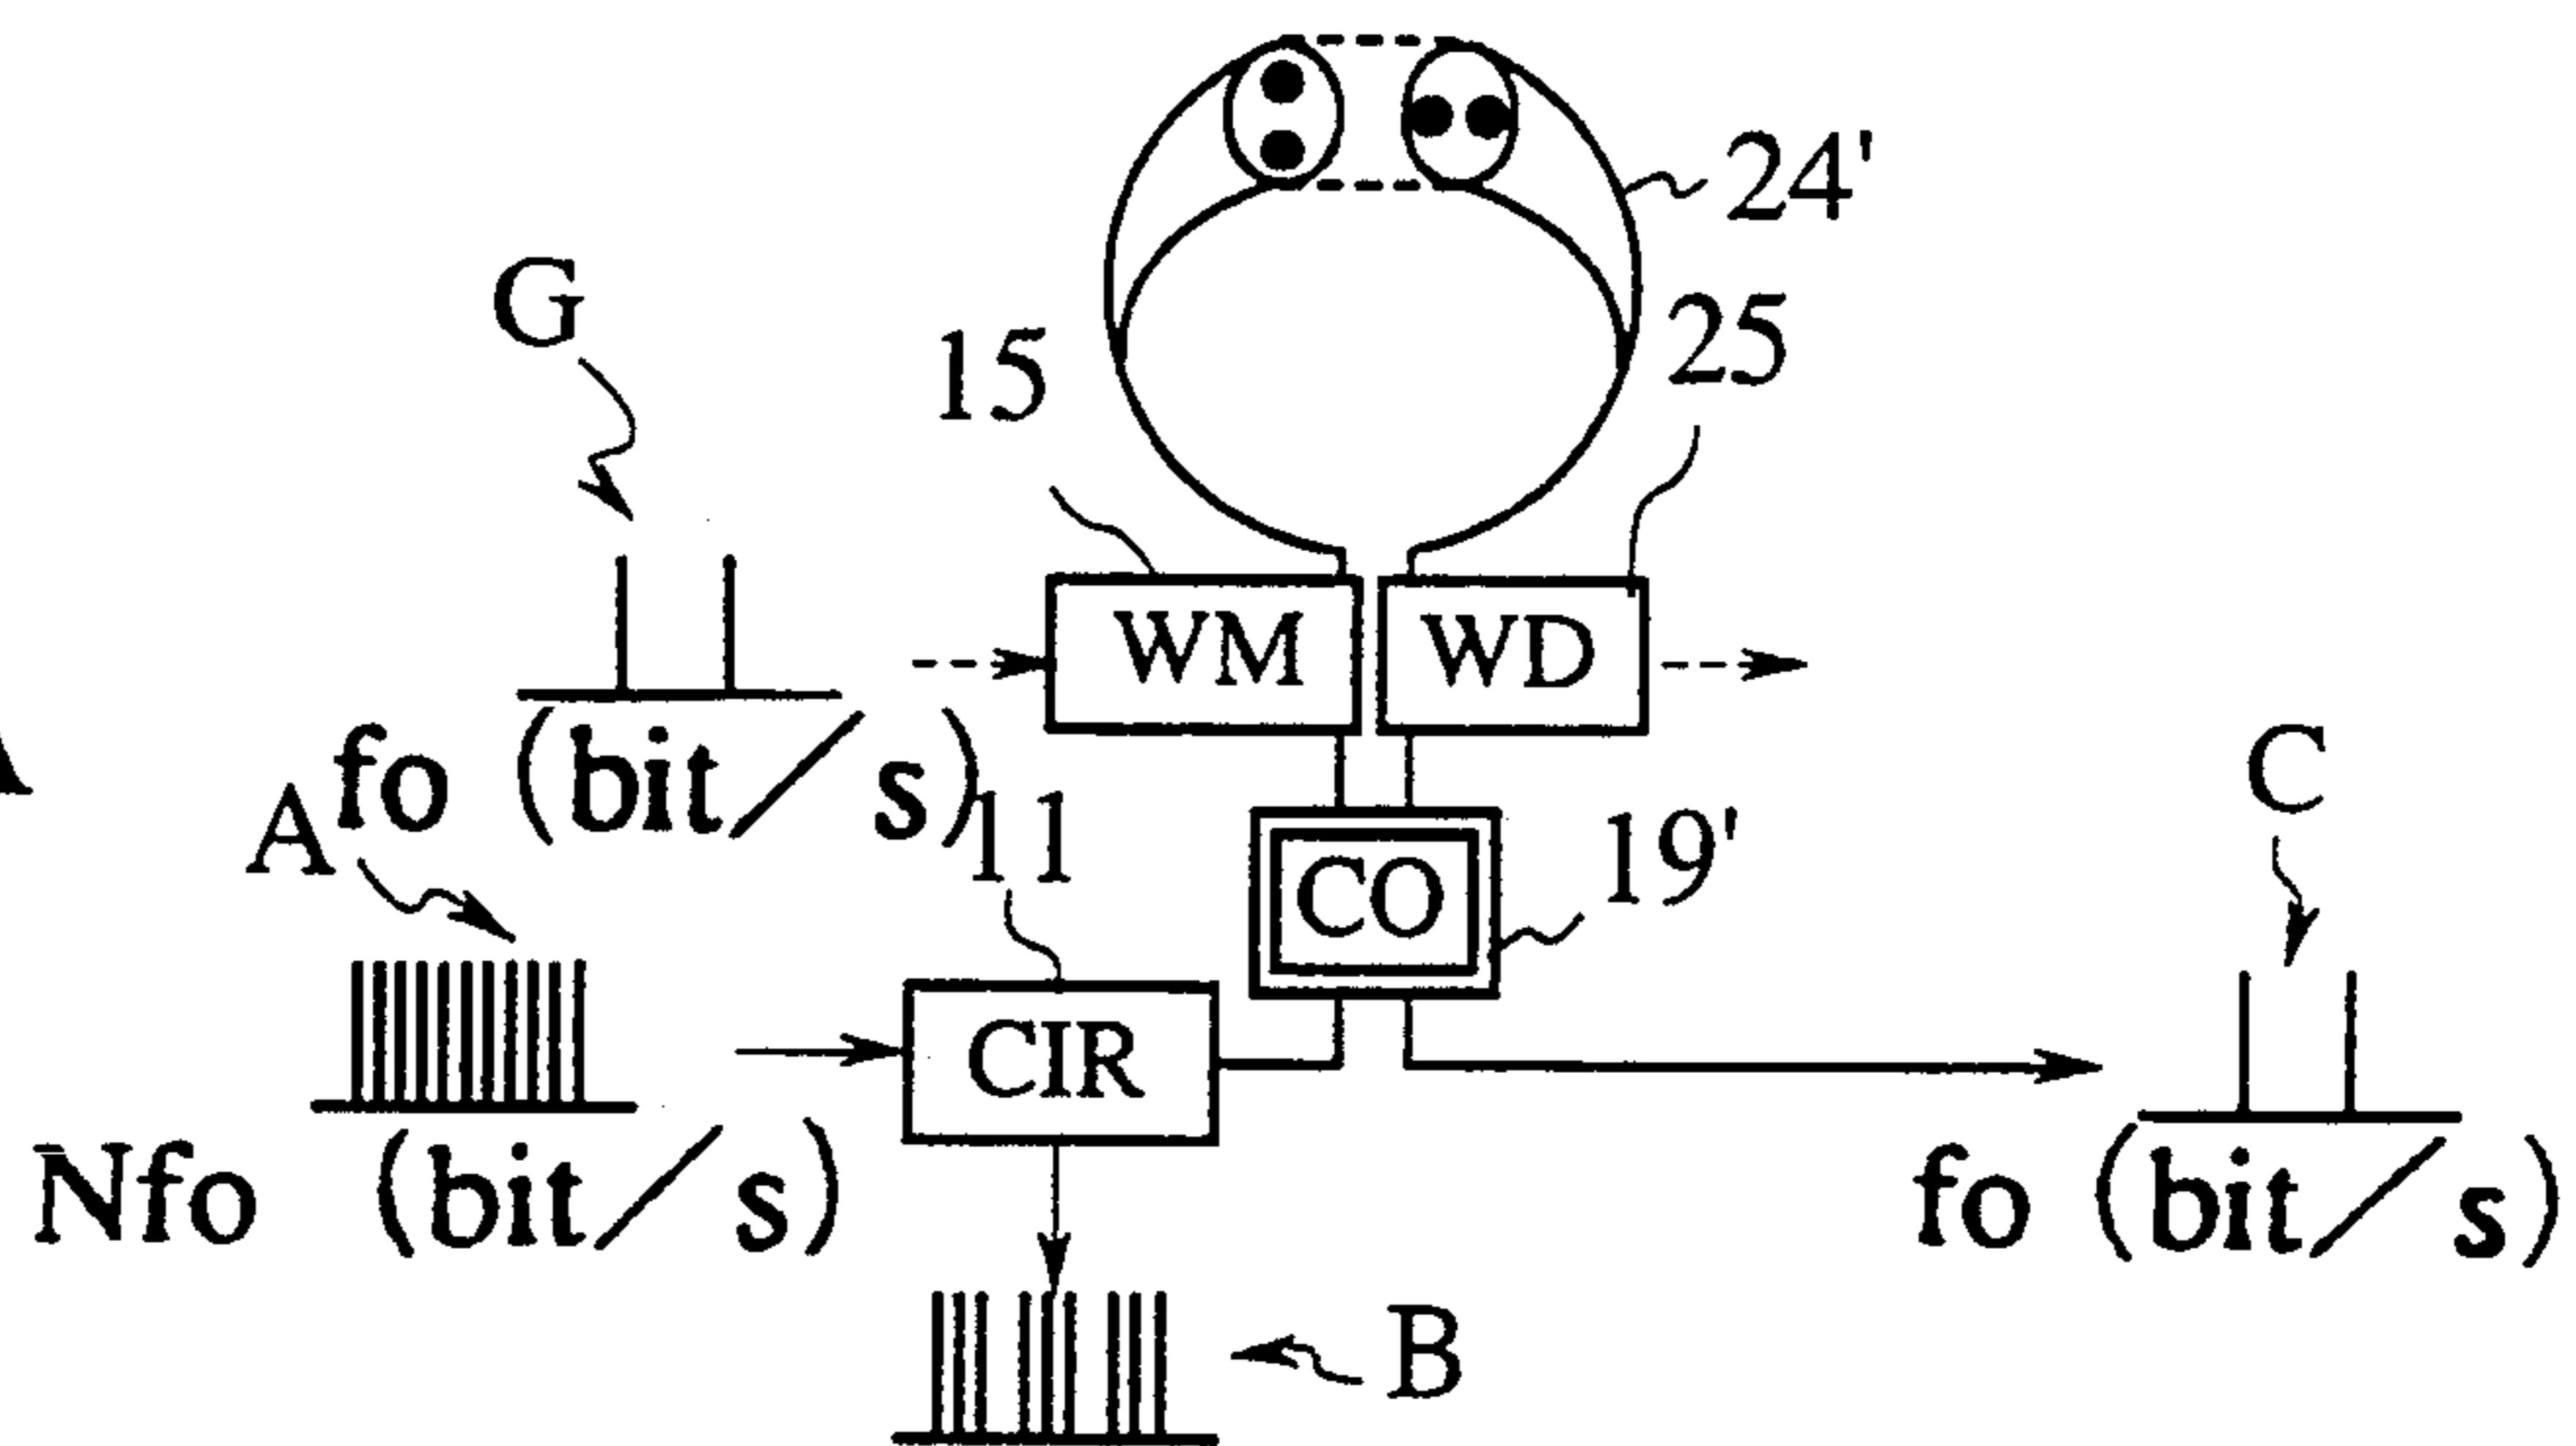 24'
G
15
25
WM
WD
fo (bit/s)
C
A
11
19'
CO
CIR
Nfo (bit/s)
fo (bit/s)
B